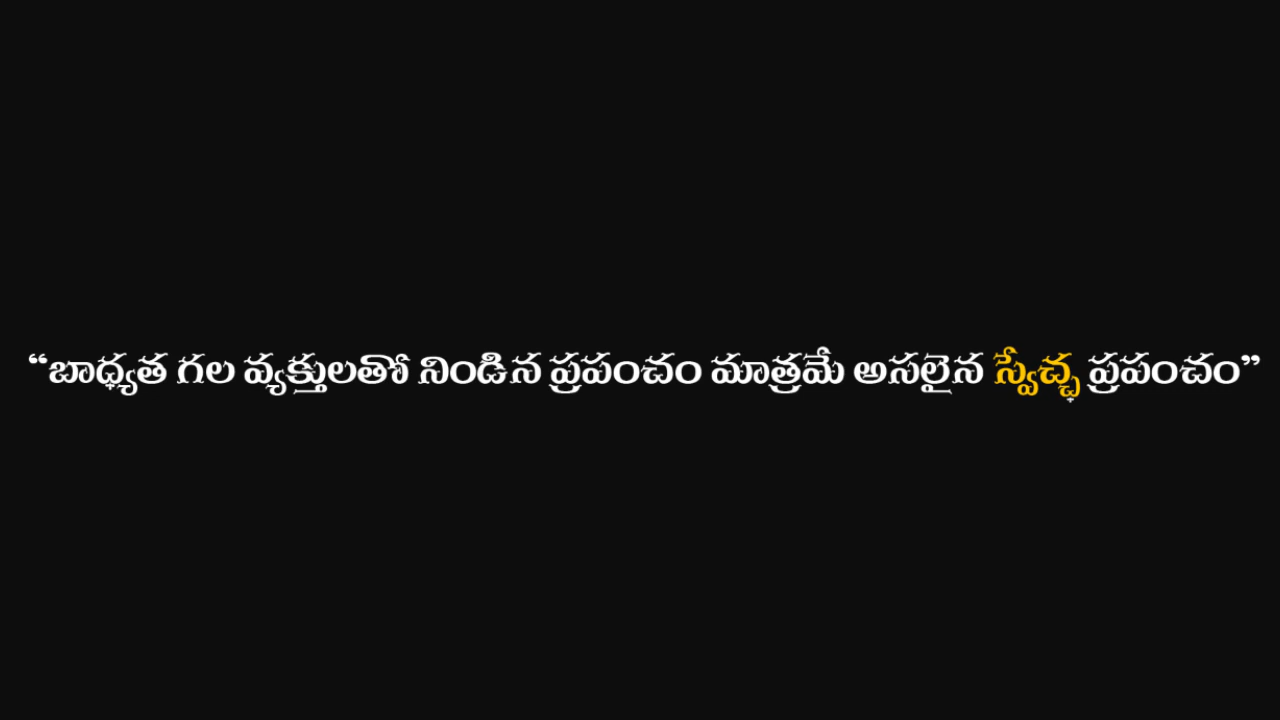 “బాధ్యత గల వ్యక్తులతో నిండిన ప్రపంచం మాత్రమే అసలైన స్వేచ్ఛ ప్రపంచం”